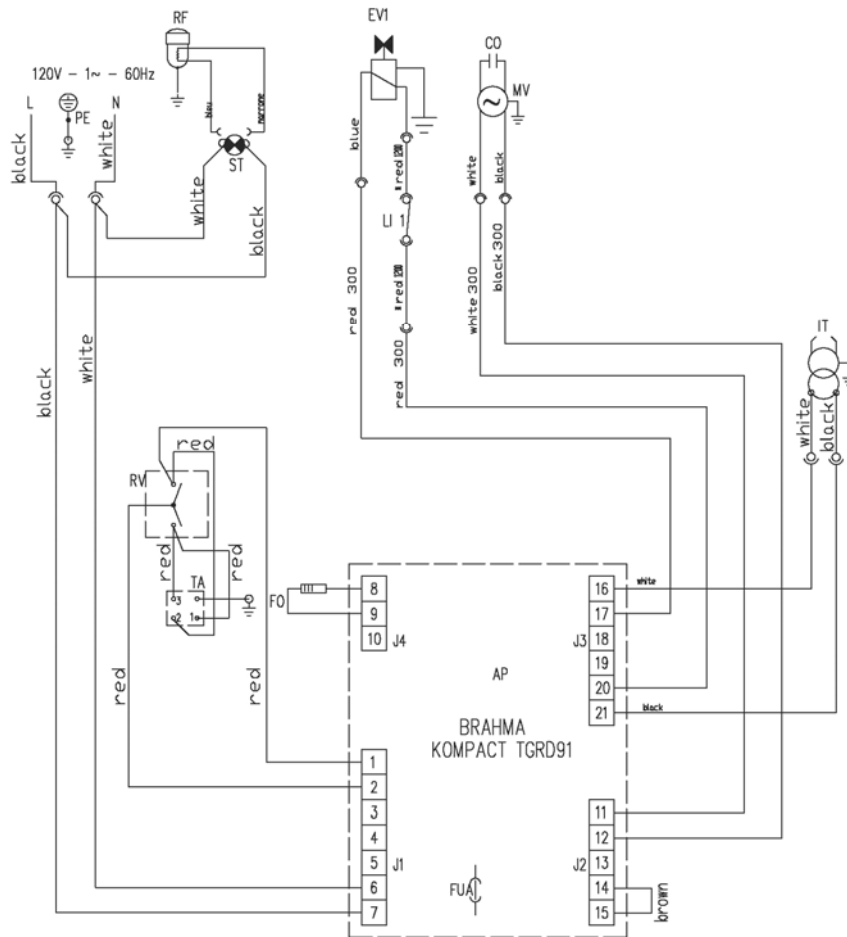 RF
EV1
CO
120V - 1~ - 60Hz
L
N
PE
MV
bleu
marrone
black
white
ST
white
black
blue
red 1200
LI 1
red 1200
white
black
red 300
red 300
white 300
black 300
IT
white
black
black
white
red
RV
red
red
TA
3
2
1
red
red
FO
8
9
10
J4
AP
BRAHMA
KOMPACT TGRD91
16
white
17
18
J3
19
20
21
black
1
2
3
4
5
J1
6
7
FUA
11
12
13
J2
14
15
brown